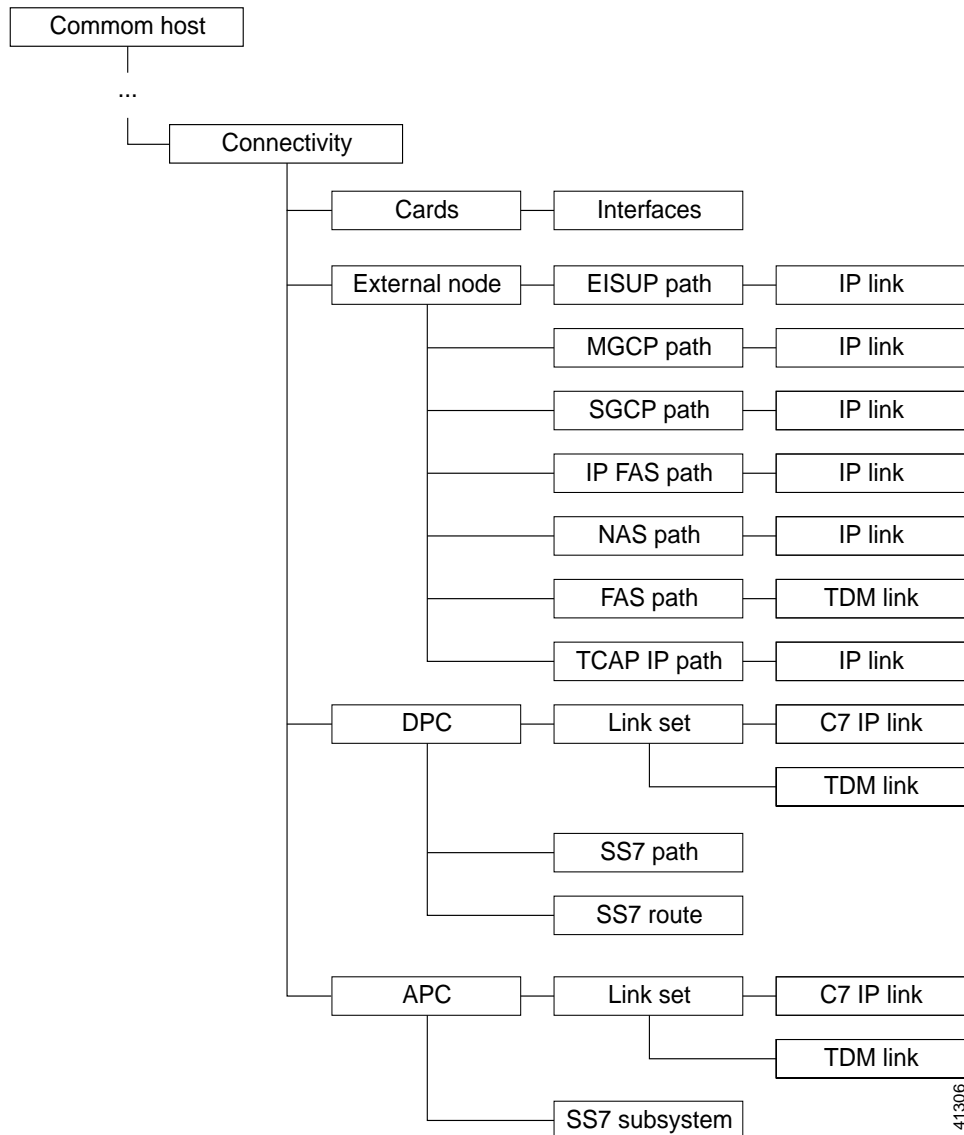 Commom host
...
Connectivity
Cards
Interfaces
External node
EISUP path
IP link
MGCP path
IP link
SGCP path
IP link
IP FAS path
IP link
NAS path
IP link
FAS path
TDM link
TCAP IP path
IP link
DPC
Link set
C7 IP link
TDM link
SS7 path
SS7 route
APC
Link set
C7 IP link
TDM link
SS7 subsystem
41306